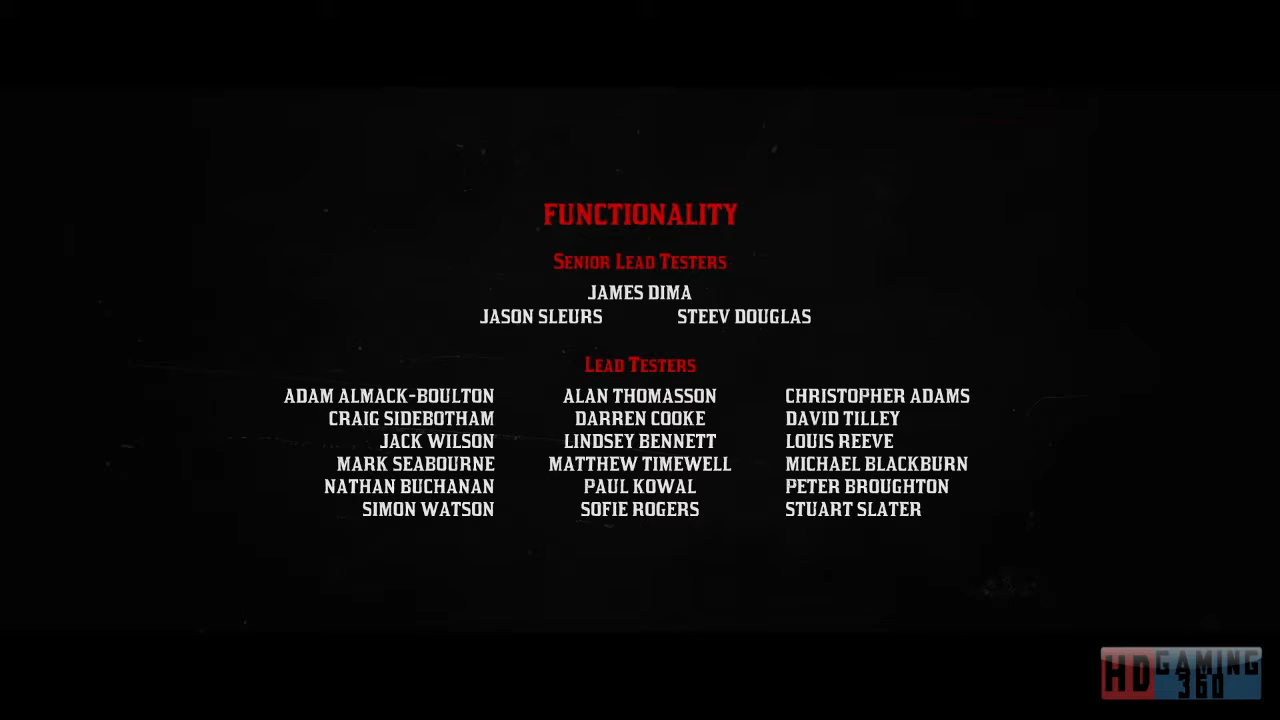 FUNCTIONALITY
SENIOR LEAD TESTERS
JAMES DIMA
JASON SLEURS STEEV DOUGLAS
LEAD TESTERS
ADAM ALMACK-BOULTON ALAN THOMASSON CHRISTOPHER ADAMS
CRAIG SIDEBOTHAM DARREN COOKE DAVID TILLEY
JACK WILSON LINDSEY BENNETT LOUIS REEVE
MARK SEABOURNE MATTHEW TIMEWELL MICHAEL BLACKBURN
NATHAN BUCHANAN PAUL KOWAL PETER BROUGHTON
SIMON WATSON SOFIE ROGERS STUART SLATER
HD GAMING
360